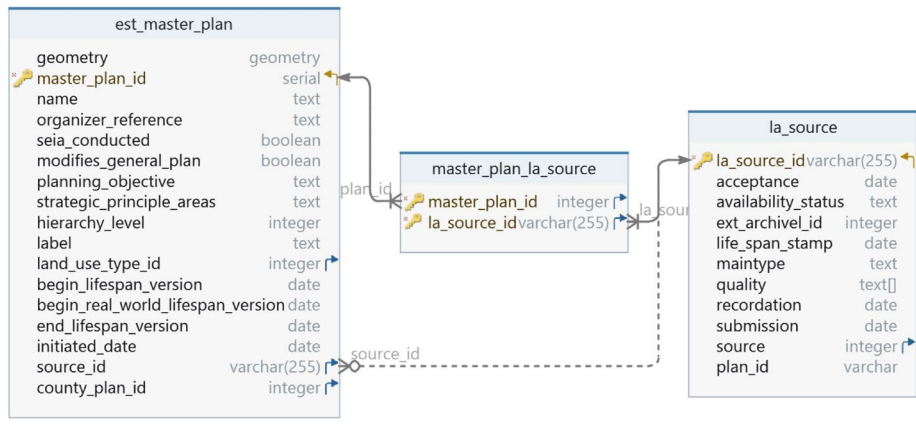 est_master_plan
geometry geometry
master_plan_id serial
name text
organizer_reference text
seia_conducted boolean
modifies_general_plan boolean
planning_objective text
strategic_principle_areas text
hierarchy_level integer
label text
land_use_type_id integer
begin_lifespan_version date
begin_real_world_lifespan_version date
end_lifespan_version date
initiated_date date
source_id varchar(255)
county_plan_id integer
plan_id
source_id
master_plan_la_source
master_plan_id integer
la_source_id varchar(255)
la_sour
la_source
la_source_id varchar(255)
acceptance date
availability_status text
ext_archivel_id integer
life_span_stamp date
maintype text
quality text[]
recordation date
submission date
source integer
plan_id varchar